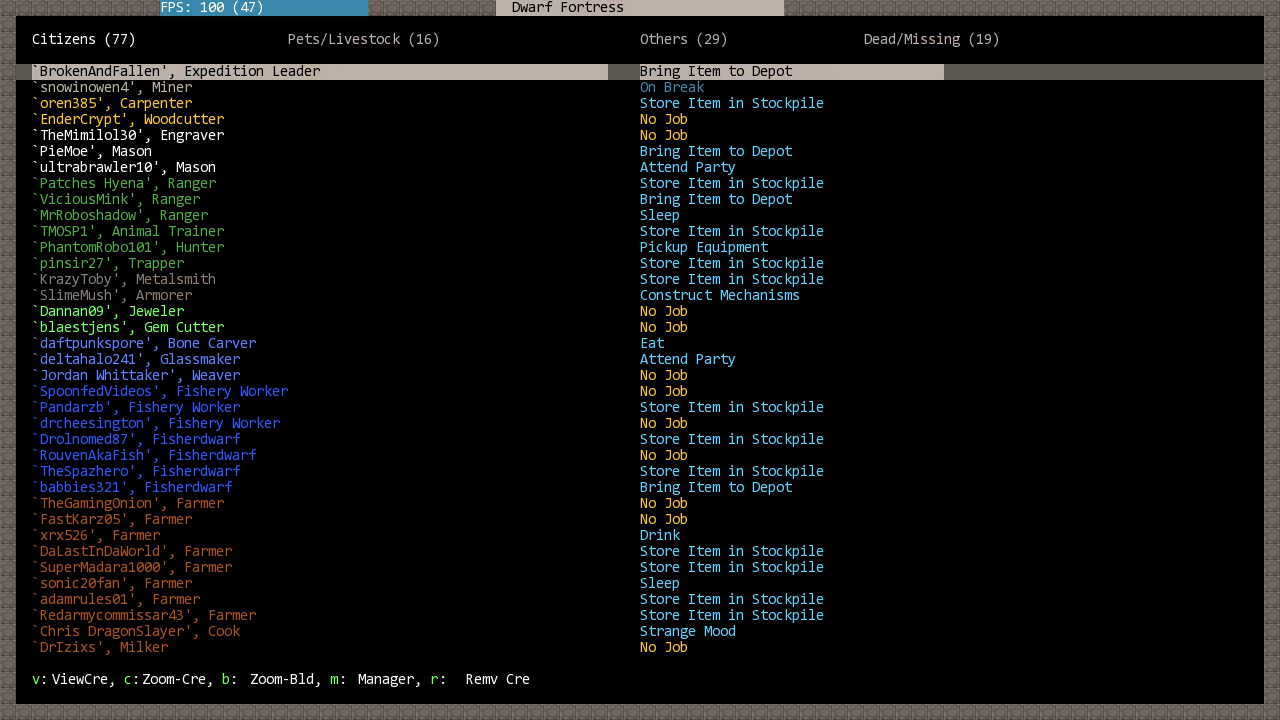 FPS: 100 (47) Dwarf Fortress
Citizens (77) Pets/Livestock (16) Others (29) Dead/Missing (19)
`BrokenAndFallen', Expedition Leader Bring Item to Depot
`snowinowen4', Miner On Break
`oren385', Carpenter Store Item in Stockpile
`EnderCrypt', Woodcutter No Job
`TheMimilol30', Engraver No Job
`PieMoe', Mason Bring Item to Depot
`ultrabrawler10', Mason Attend Party
`Patches Hyena', Ranger Store Item in Stockpile
`ViciousMink', Ranger Bring Item to Depot
`MrRoboshadow', Ranger Sleep
`TMOSP1', Animal Trainer Store Item in Stockpile
`PhantomRobo101', Hunter Pickup Equipment
`pinsir27', Trapper Store Item in Stockpile
`KrazyToby', Metalsmith Store Item in Stockpile
`SlimeMush', Armorer Construct Mechanisms
`Dannan09', Jeweler No Job
`blaestjens', Gem Cutter No Job
`daftpunkspore', Bone Carver Eat
`deltahalo241', Glassmaker Attend Party
`Jordan Whittaker', Weaver No Job
`SpoonfedVideos', Fishery Worker No Job
`Pandarzb', Fishery Worker Store Item in Stockpile
`drcheesington', Fishery Worker No Job
`Drolnomed87', Fisherdwarf Store Item in Stockpile
`RouvenAkaFish', Fisherdwarf No Job
`TheSpazhero', Fisherdwarf Store Item in Stockpile
`babbies321', Fisherdwarf Bring Item to Depot
`TheGamingOnion', Farmer No Job
`FastKarz05', Farmer No Job
`xrx526', Farmer Drink
`DaLastInDaWorld', Farmer Store Item in Stockpile
`SuperMadara1000', Farmer Store Item in Stockpile
`sonic20fan', Farmer Sleep
`adamrules01', Farmer Store Item in Stockpile
`Redarmycommissar43', Farmer Store Item in Stockpile
`Chris DragonSlayer', Cook Strange Mood
`DrIzixs', Milker No Job
v: ViewCre, c: Zoom-Cre, b: Zoom-Bld, m: Manager, r: Remv Cre